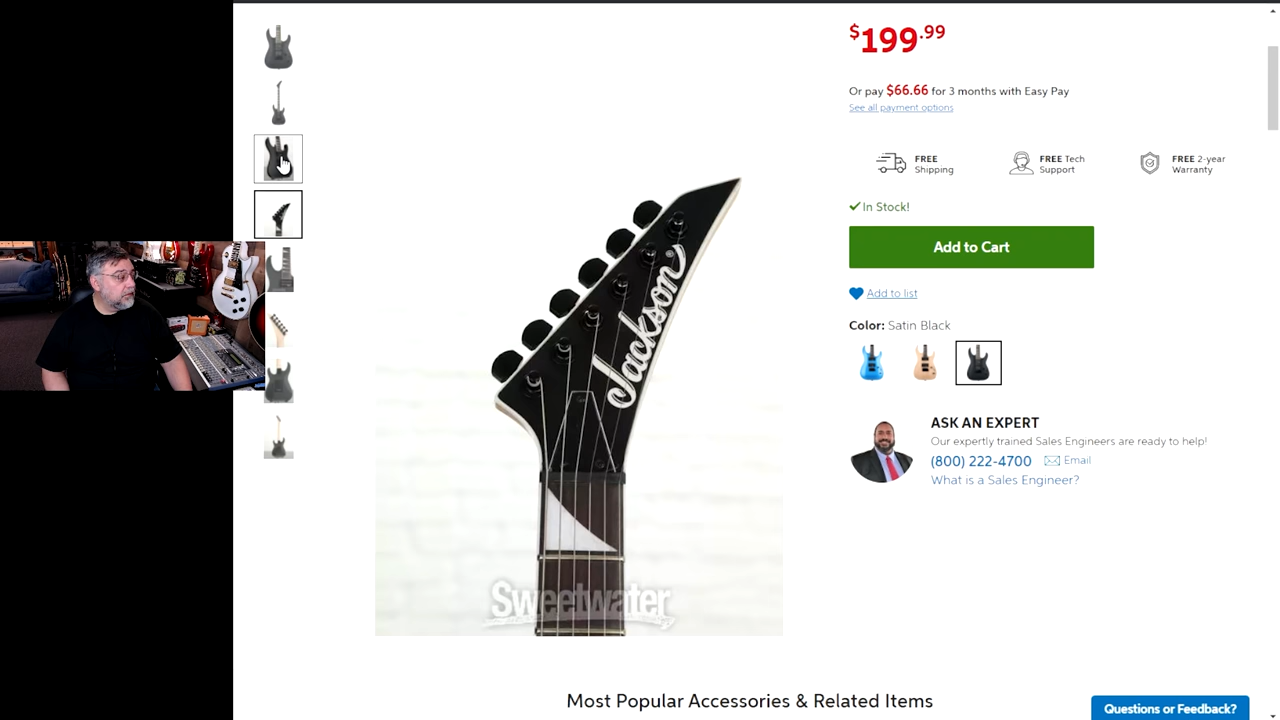 $199.99
Or pay $66.66 for 3 months with Easy Pay
See all payment options
FREE Shipping
FREE Tech Support
FREE 2-year Warranty
In Stock!
Add to Cart
Add to list
Color: Satin Black
ASK AN EXPERT
Our expertly trained Sales Engineers are ready to help!
(800) 222-4700 Email
What is a Sales Engineer?
Jackson®
Sweetwater
Most Popular Accessories & Related Items
Questions or Feedback?